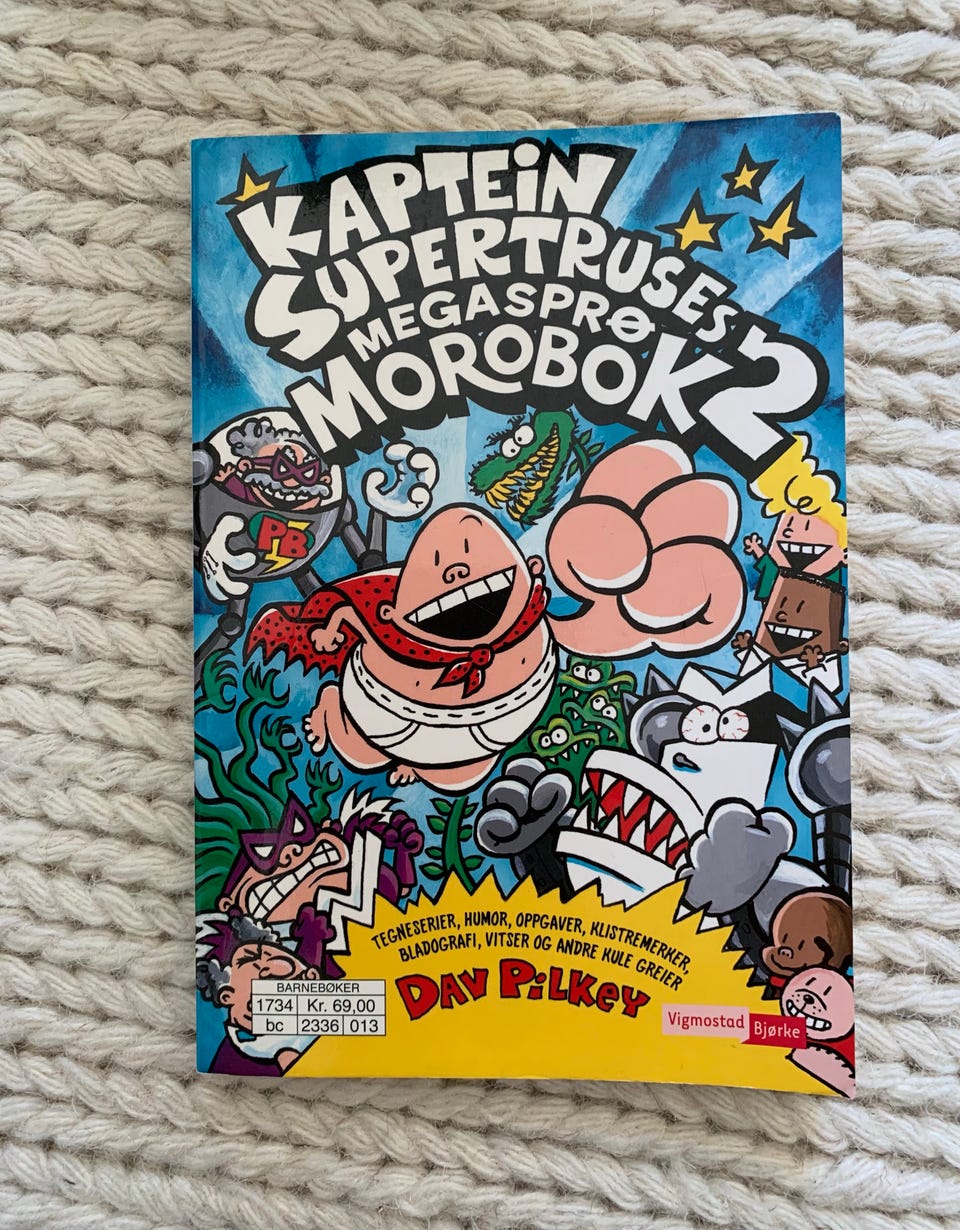 KAPTEiN
SUPERTRUSES
MEGASPRØ
MOROBOK 2
PB
TEGNESERIER, HUMOR, OPPGAVER, KLISTREMERKER,
BLADOGRAFI, VITSER OG ANDRE KULE GREIER
DAV PiLKEY
BARNEBØKER
1734 Kr. 69,00
bc 2336 013
Vigmostad Bjørke